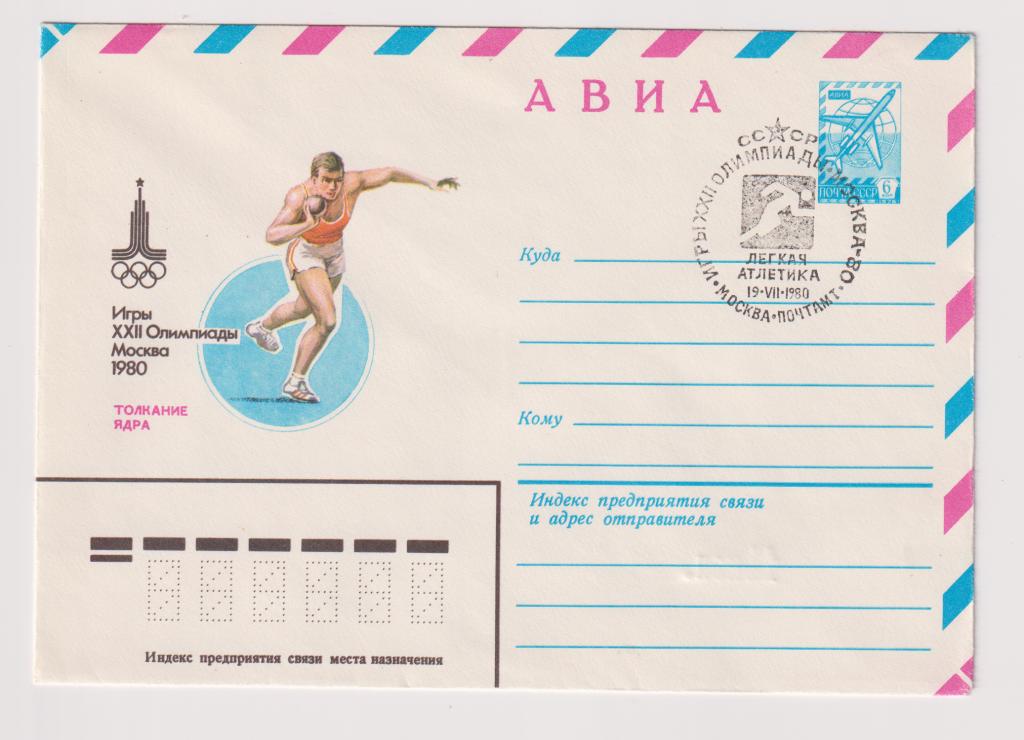 АВИА
АВИА
ПОЧТА СССР
6
СССР
ИГРЫ XXII ОЛИМПИАДЫ • МОСКВА-80
ЛЕГКАЯ
АТЛЕТИКА
19•VII•1980
• МОСКВА • ПОЧТАМТ •
Игры
XXII Олимпиады
Москва
1980
ТОЛКАНИЕ
ЯДРА
Куда
Кому
Индекс предприятия связи
и адрес отправителя
Индекс предприятия связи места назначения